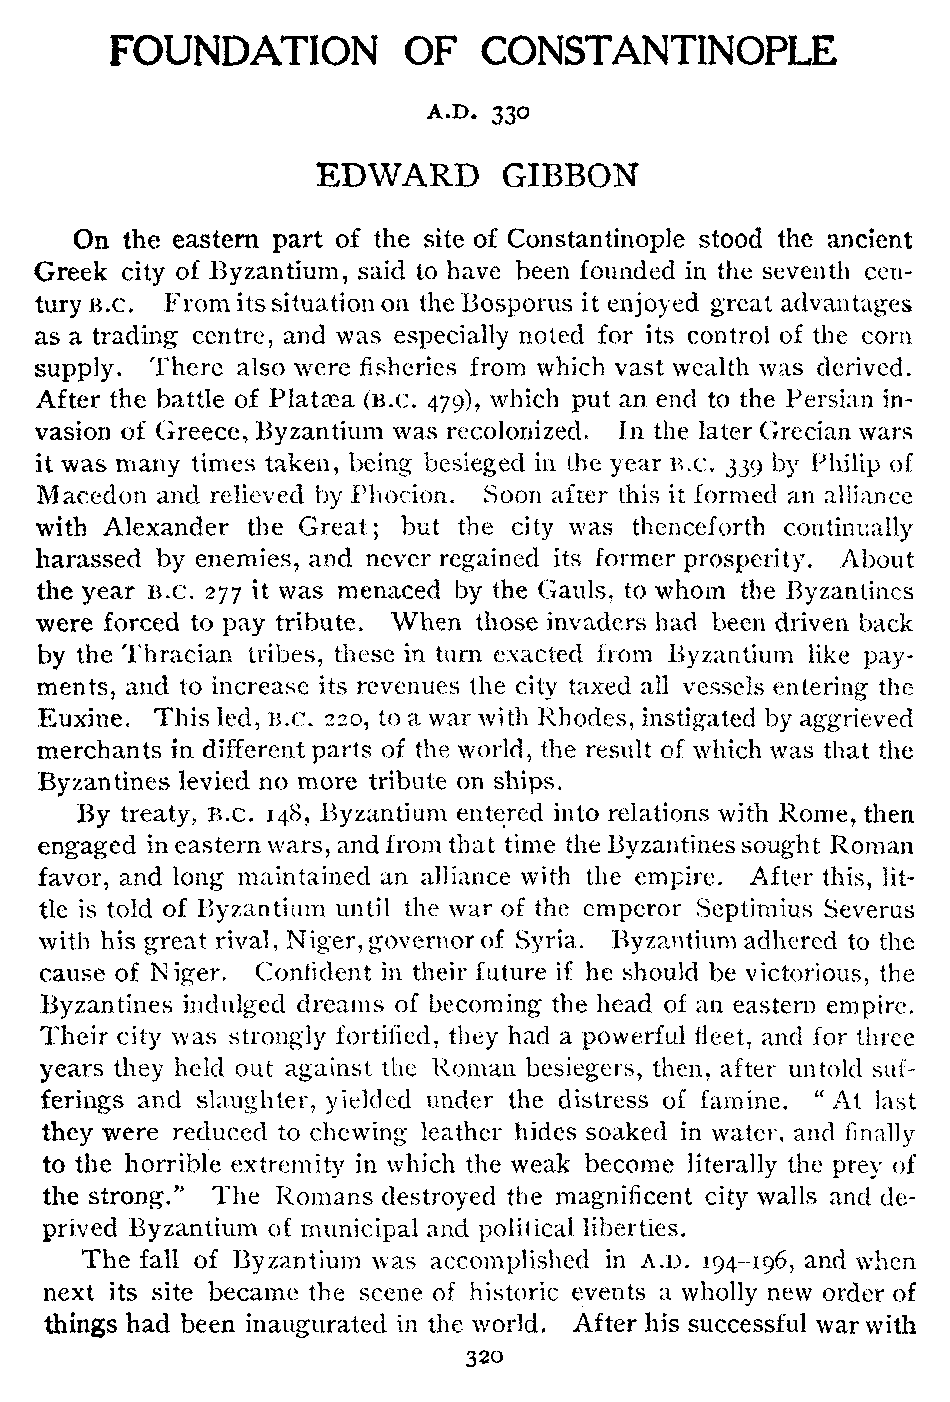 FOUNDATION OF CONSTANTINOPLE
A.D. 330
EDWARD GIBBON
On the eastern part of the site of Constantinople stood the ancient
Greek city of Byzantium, said to have been founded in the seventh cen-
tury B.C. From its situation on the Bosporus it enjoyed great advantages
as a trading centre, and was especially noted for its control of the corn
supply. There also were fisheries from which vast wealth was derived.
After the battle of Platæa (B.C. 479), which put an end to the Persian in-
vasion of Greece, Byzantium was recolonized. In the later Grecian wars
it was many times taken, being besieged in the year B.C. 339 by Philip of
Macedon and relieved by Phocion. Soon after this it formed an alliance
with Alexander the Great; but the city was thenceforth continually
harassed by enemies, and never regained its former prosperity. About
the year B.C. 277 it was menaced by the Gauls, to whom the Byzantines
were forced to pay tribute. When those invaders had been driven back
by the Thracian tribes, these in turn exacted from Byzantium like pay-
ments, and to increase its revenues the city taxed all vessels entering the
Euxine. This led, B.C. 220, to a war with Rhodes, instigated by aggrieved
merchants in different parts of the world, the result of which was that the
Byzantines levied no more tribute on ships.
By treaty, B.C. 148, Byzantium entered into relations with Rome, then
engaged in eastern wars, and from that time the Byzantines sought Roman
favor, and long maintained an alliance with the empire. After this, lit-
tle is told of Byzantium until the war of the emperor Septimius Severus
with his great rival, Niger, governor of Syria. Byzantium adhered to the
cause of Niger. Confident in their future if he should be victorious, the
Byzantines indulged dreams of becoming the head of an eastern empire.
Their city was strongly fortified, they had a powerful fleet, and for three
years they held out against the Roman besiegers, then, after untold suf-
ferings and slaughter, yielded under the distress of famine. "At last
they were reduced to chewing leather hides soaked in water, and finally
to the horrible extremity in which the weak become literally the prey of
the strong." The Romans destroyed the magnificent city walls and de-
prived Byzantium of municipal and political liberties.
The fall of Byzantium was accomplished in A.D. 194-196, and when
next its site became the scene of historic events a wholly new order of
things had been inaugurated in the world. After his successful war with
320